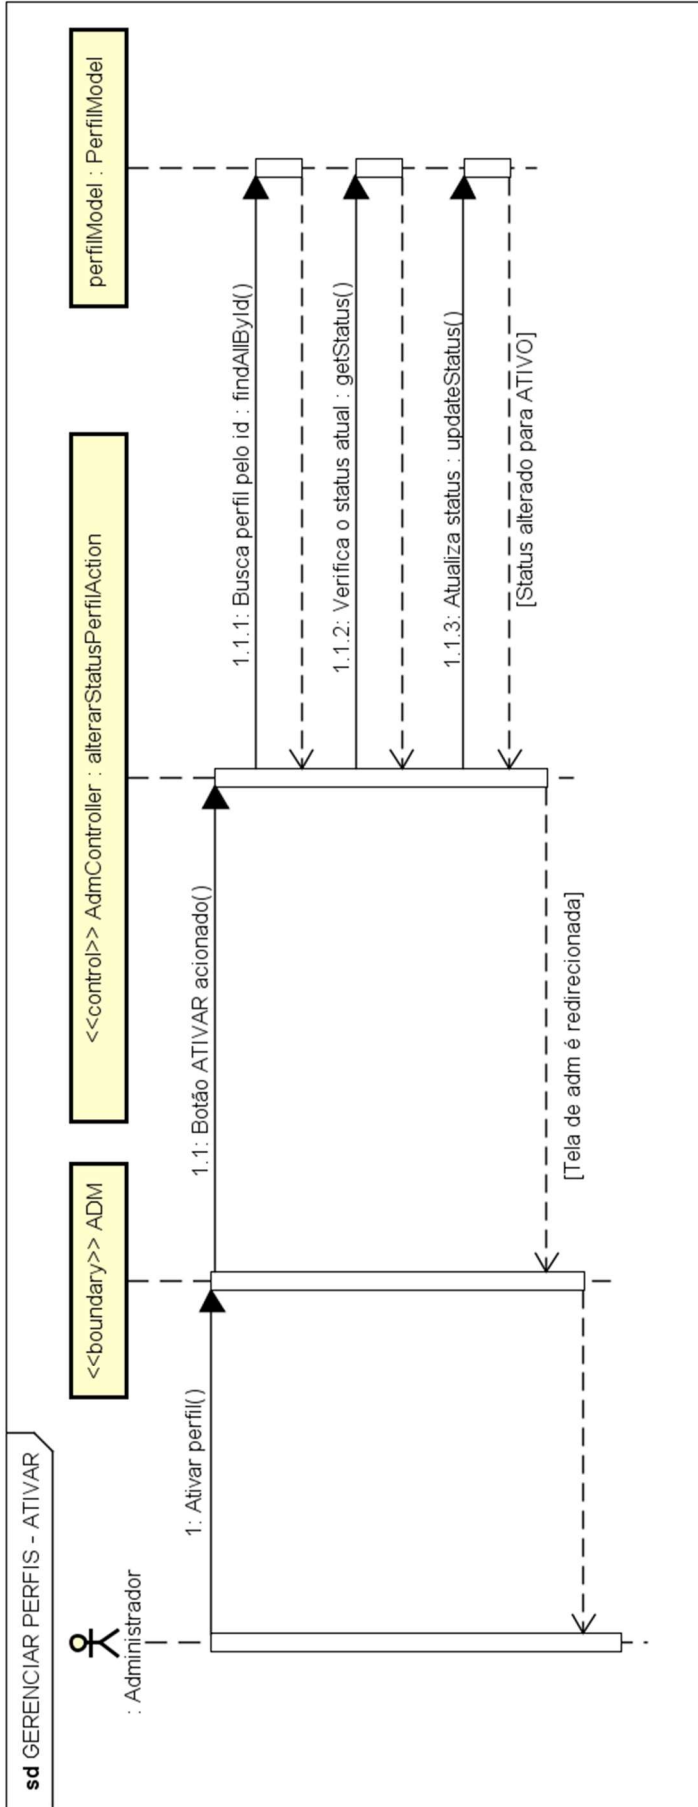 sd GERENCIAR PERFIS - ATIVAR
: Administrador
<<boundary>> ADM
<<control>> AdmController : alterarStatusPerfilAction
perfilModel : PerfilModel
1: Ativar perfil()
1.1: Botão ATIVAR acionado()
1.1.1: Busca perfil pelo id : findAllById()
1.1.2: Verifica o status atual : getStatus()
1.1.3: Atualiza status : updateStatus()
[Status alterado para ATIVO]
[Tela de adm é redirecionada]